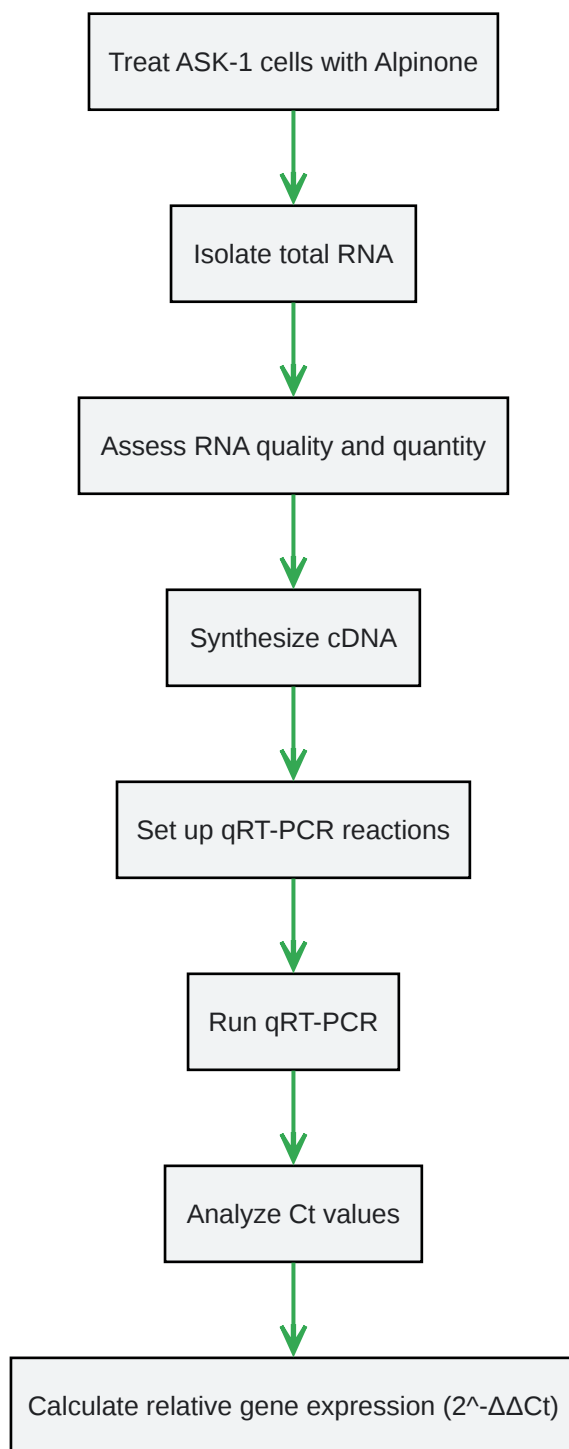 Treat ASK-1 cells with Alpinone
Isolate total RNA
Assess RNA quality and quantity
Synthesize cDNA
Set up qRT-PCR reactions
Run qRT-PCR
Analyze Ct values
Calculate relative gene expression (2^-ΔΔCt)